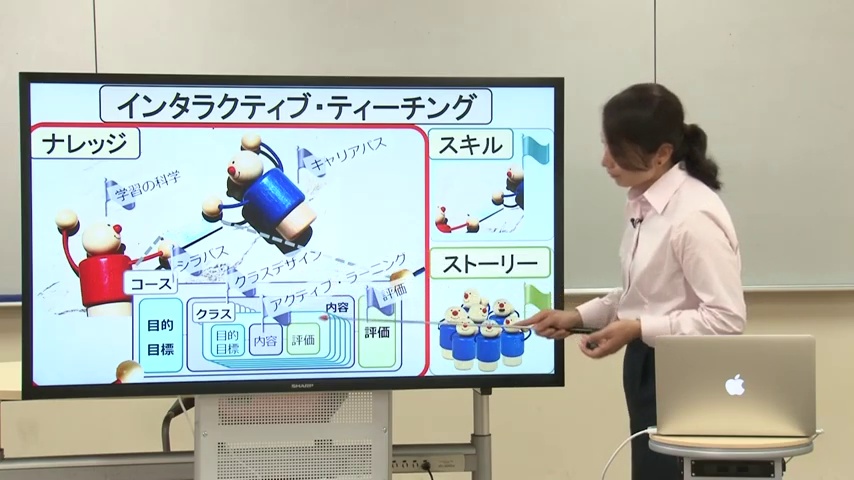 インタラクティブ・ティーチング
ナレッジ
スキル
キャリアパス
学習の科学
シラバス
クラスデザイン
アクティブ・ラーニング
評価
ストーリー
コース
目的
目標
クラス
内容
目的
目標
内容
評価
評価
SHARP